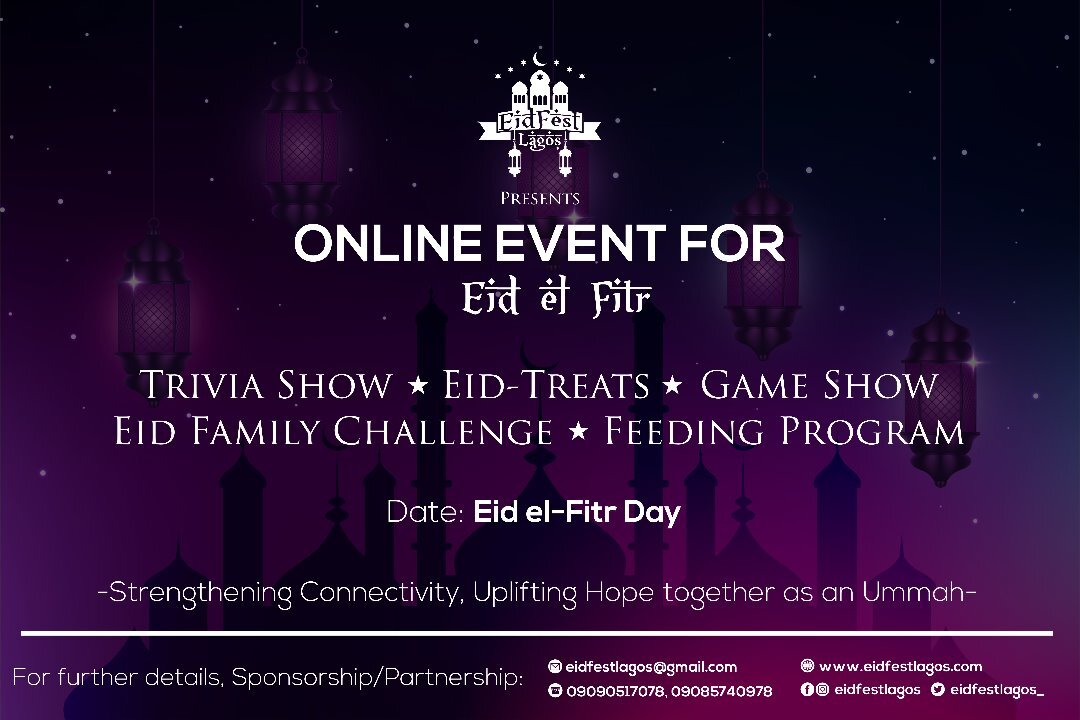 EidFest
Lagos
PRESENTS
ONLINE EVENT FOR
Eid el Fitr
TRIVIA SHOW ★ EID-TREATS ★ GAME SHOW
EID FAMILY CHALLENGE ★ FEEDING PROGRAM
Date: Eid el-Fitr Day
-Strengthening Connectivity, Uplifting Hope together as an Ummah-
For further details, Sponsorship/Partnership:
eidfestlagos@gmail.com
09090517078, 09085740978
www.eidfestlagos.com
eidfestlagos eidfestlagos_